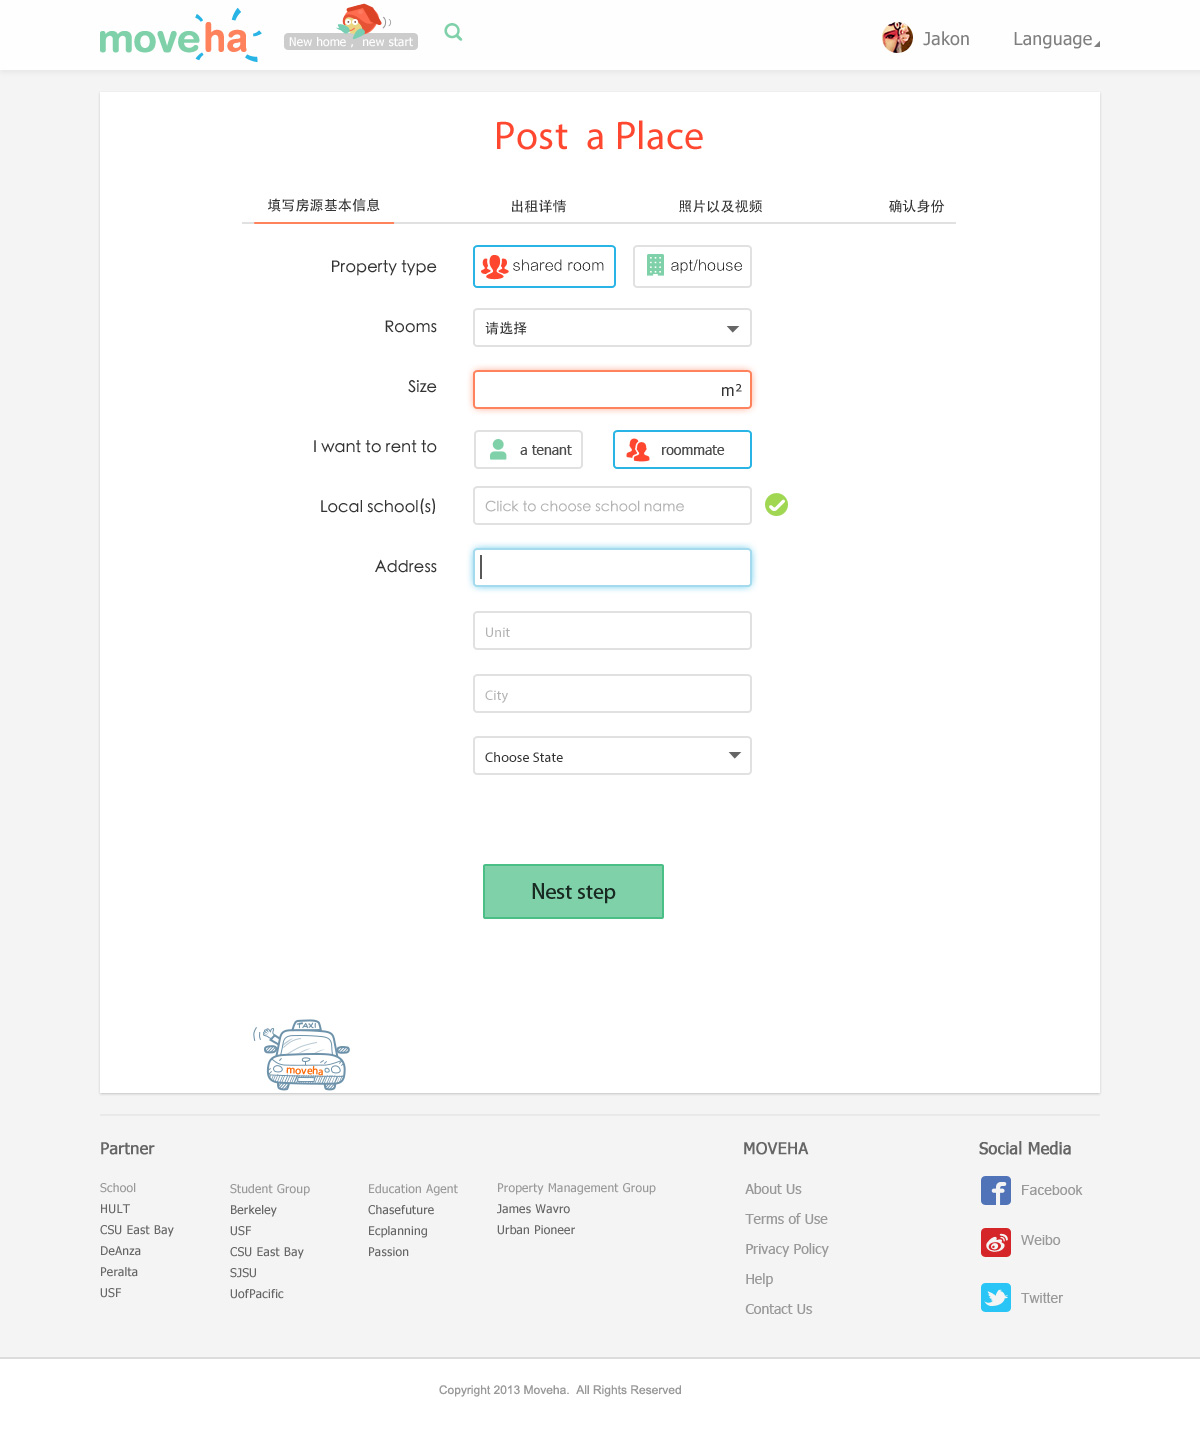 moveha
New home , new start
Jakon
Language
Post a Place
填写房源基本信息
出租详情
照片以及视频
确认身份
Property type
shared room
apt/house
Rooms
请选择
Size
m²
I want to rent to
a tenant
roommate
Local school(s)
Click to choose school name
Address
Unit
City
Choose State
Nest step
TAXI
moveha
Partner
School
HULT
CSU East Bay
DeAnza
Peralta
USF
Student Group
Berkeley
USF
CSU East Bay
SJSU
UofPacific
Education Agent
Chasefuture
Ecplanning
Passion
Property Management Group
James Wavro
Urban Pioneer
MOVEHA
About Us
Terms of Use
Privacy Policy
Help
Contact Us
Social Media
Facebook
Weibo
Twitter
Copyright 2013 Moveha. All Rights Reserved